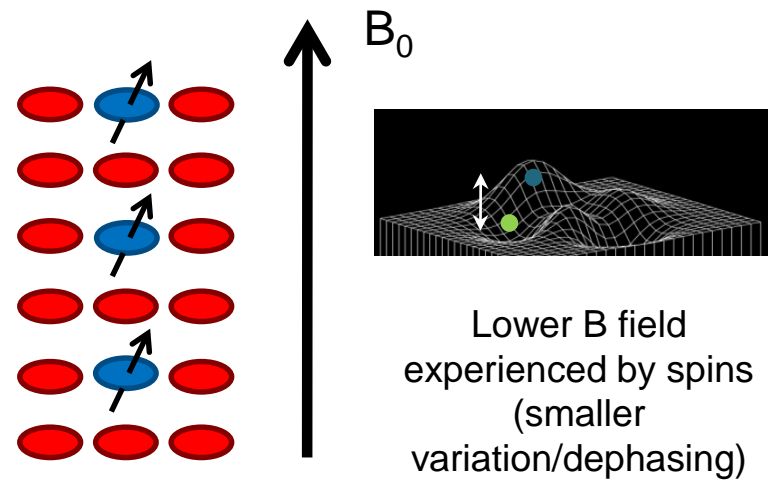 B₀
Lower B field
experienced by spins
(smaller
variation/dephasing)